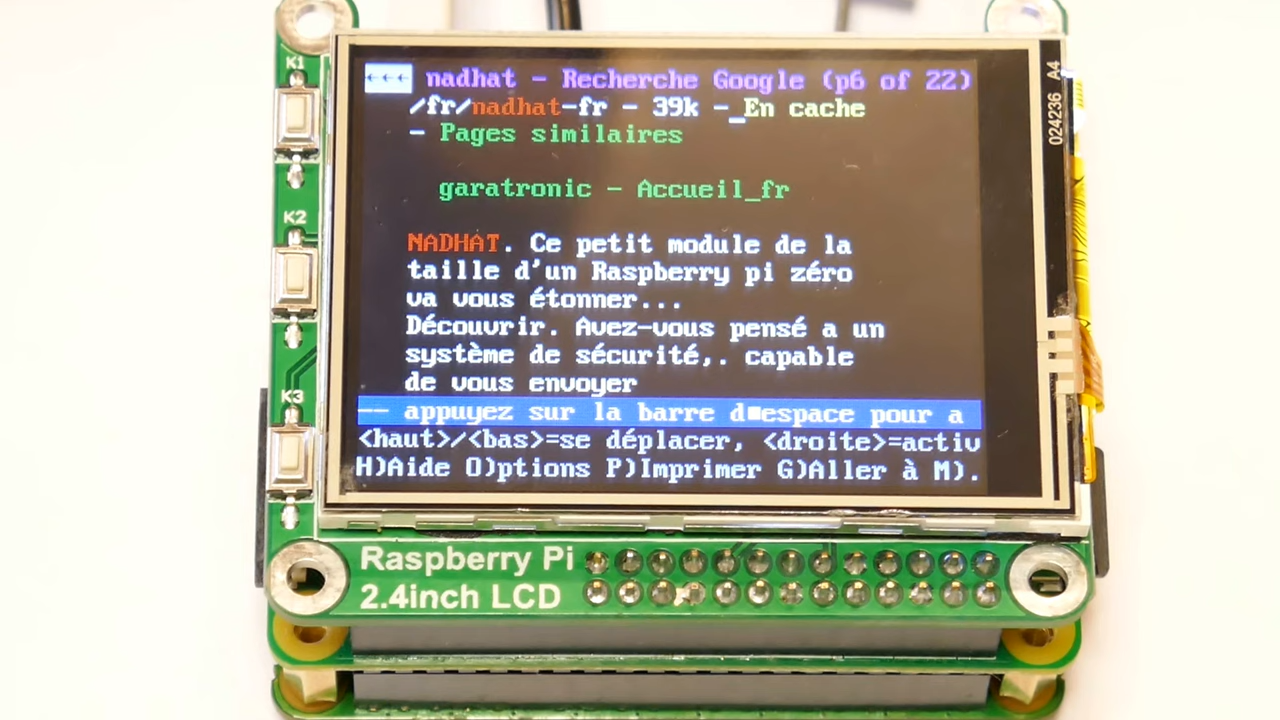 K1
K2
K3
←←← nadhat - Recherche Google (p6 of 22)
/fr/nadhat-fr - 39k -_En cache
- Pages similaires
garatronic - Accueil_fr
NADHAT. Ce petit module de la
taille d'un Raspberry pi zéro
va vous étonner...
Découvrir. Avez-vous pensé a un
système de sécurité,. capable
de vous envoyer
-- appuyez sur la barre d■espace pour a
<haut>/<bas>=se déplacer, <droite>=activ
H)Aide O)ptions P)Imprimer G)Aller à M).
024236 A4
Raspberry Pi
2.4inch LCD